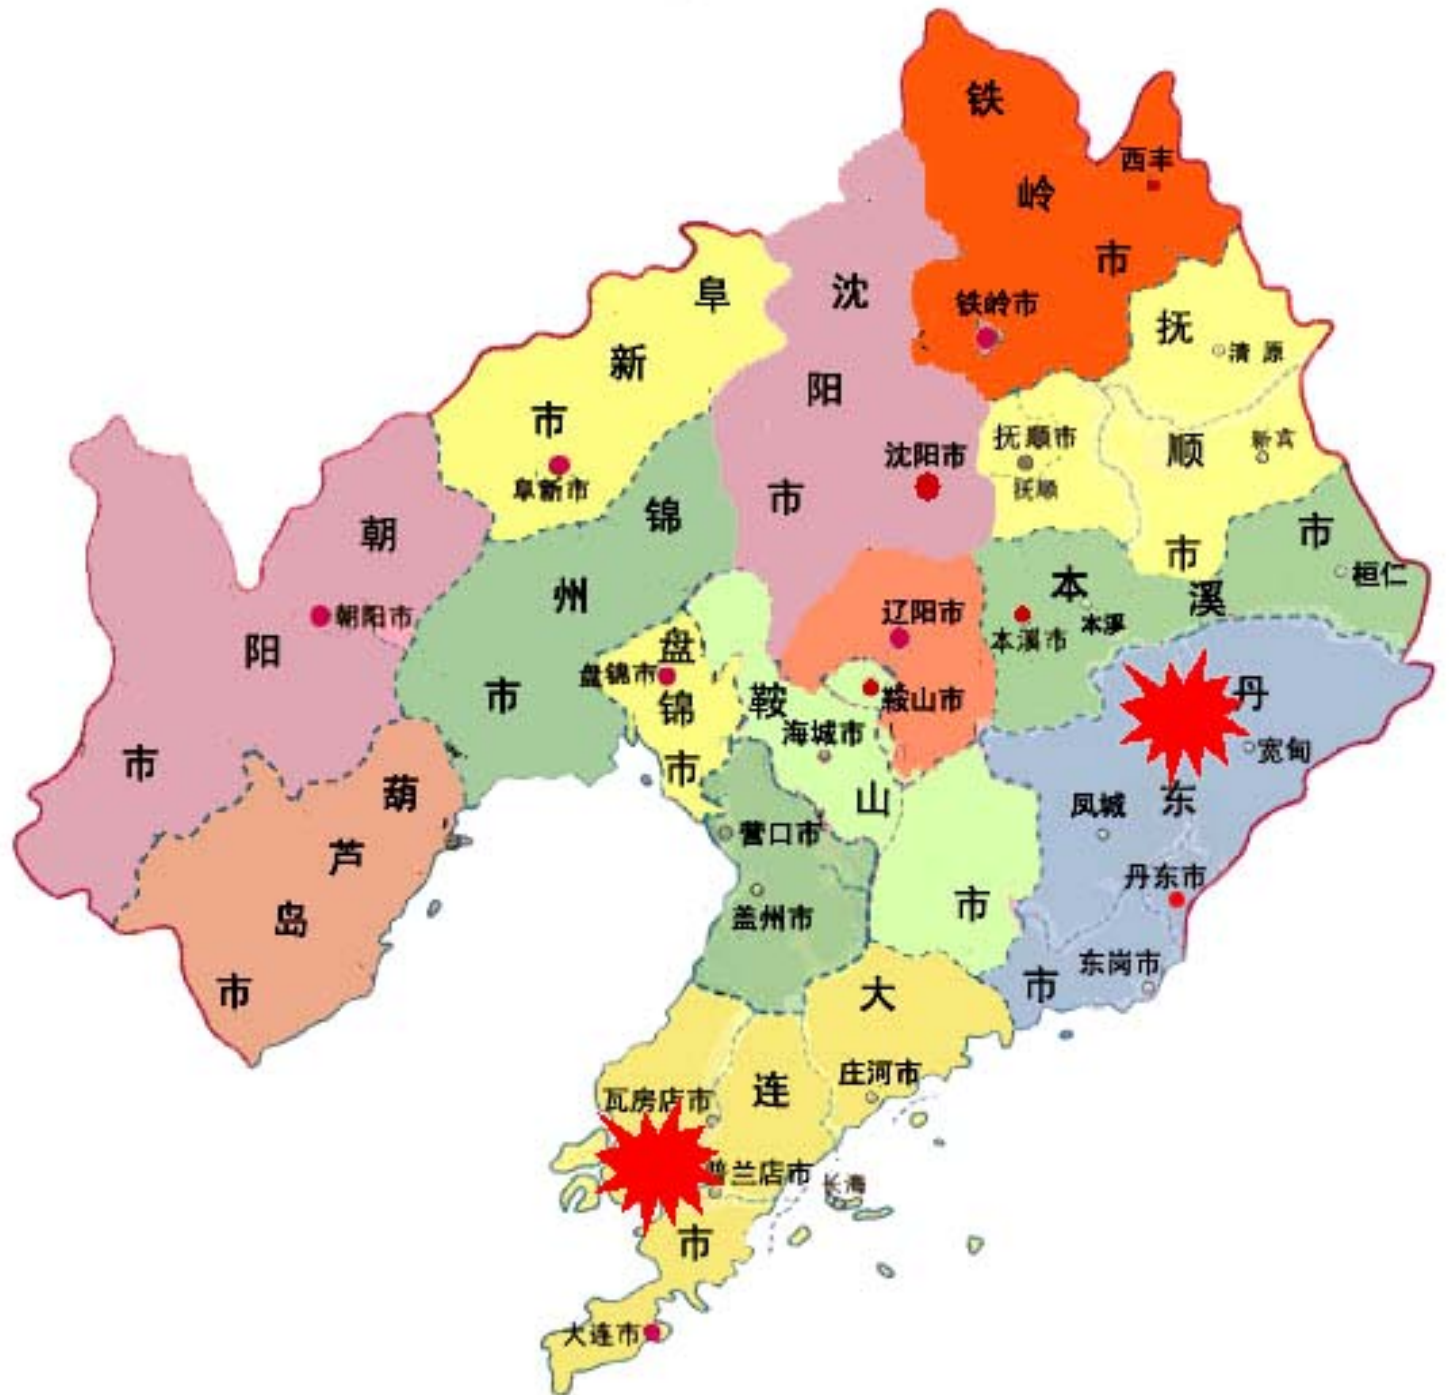 铁
岭
市
西丰
铁岭市
沈
阳
市
沈阳市
阜
新
市
阜新市
抚
顺
市
清原
新宾
抚顺市
抚顺
朝
阳
市
朝阳市
锦
州
市
盘
锦
市
盘锦市
辽阳市
鞍山市
鞍
山
市
海城市
本
溪
市
本溪市
本溪
桓仁
丹
东
市
宽甸
凤城
丹东市
东岗市
葫
芦
岛
市
营口市
盖州市
大
连
市
庄河市
瓦房店市
普兰店市
长海
大连市